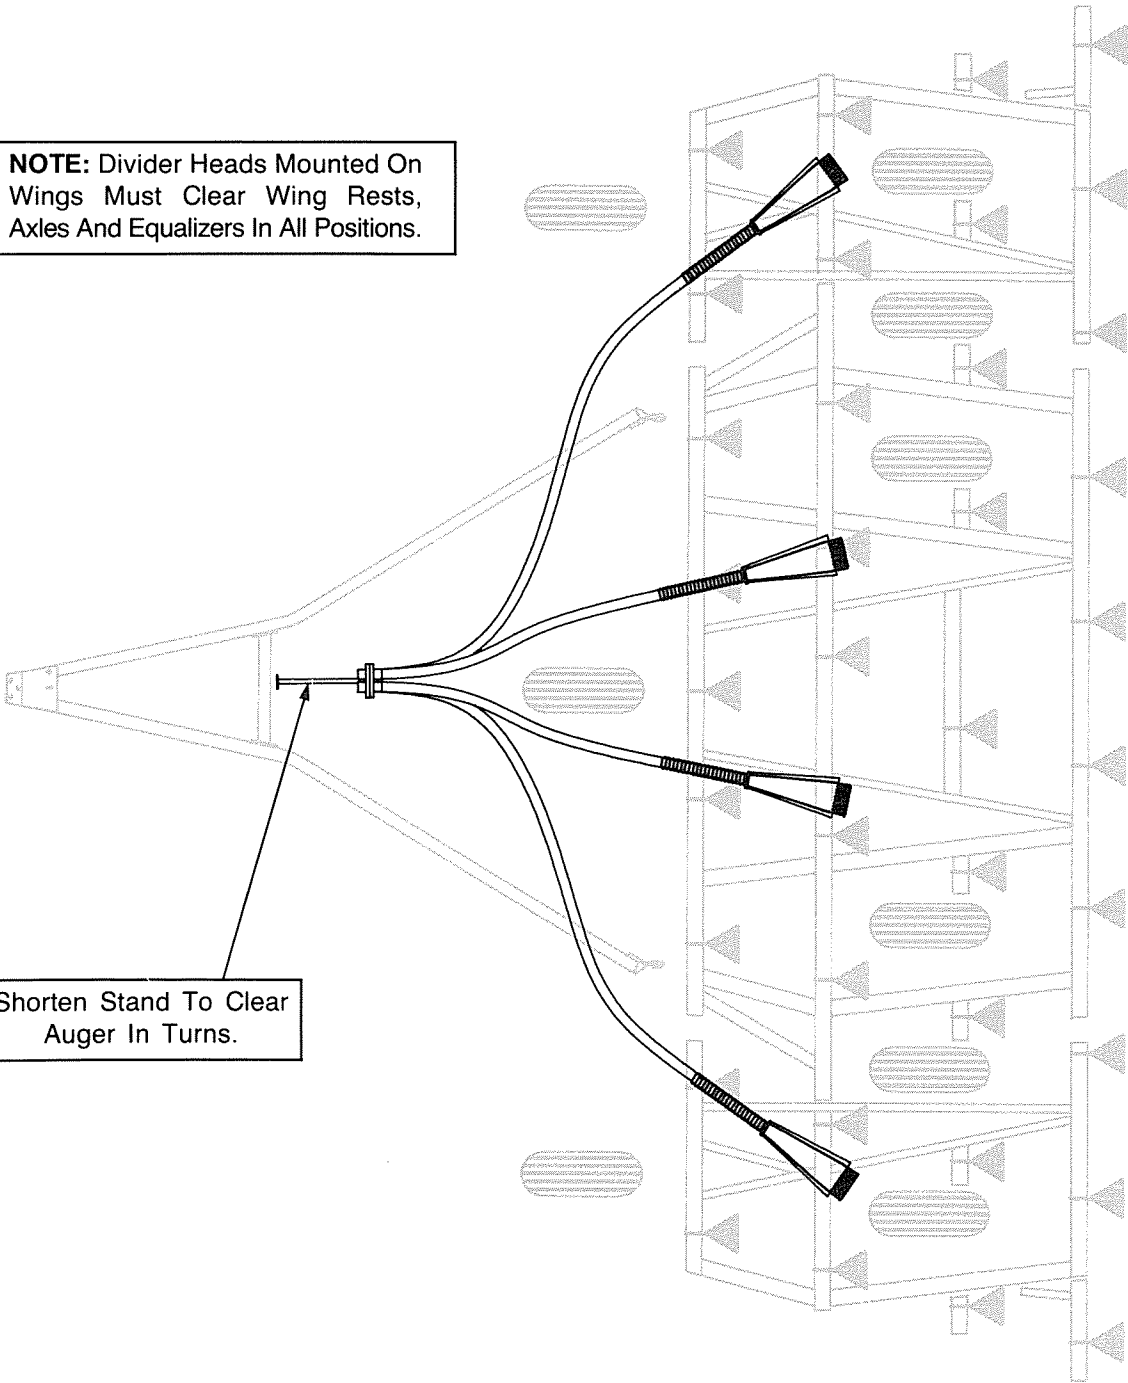 NOTE: Divider Heads Mounted On
Wings Must Clear Wing Rests,
Axles And Equalizers In All Positions.
Shorten Stand To Clear
Auger In Turns.